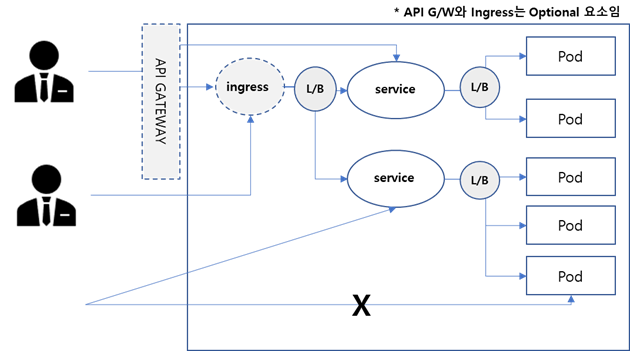 * API G/W와 Ingress는 Optional 요소임
API GATEWAY
ingress
L/B
service
L/B
Pod
Pod
service
L/B
Pod
Pod
Pod
X